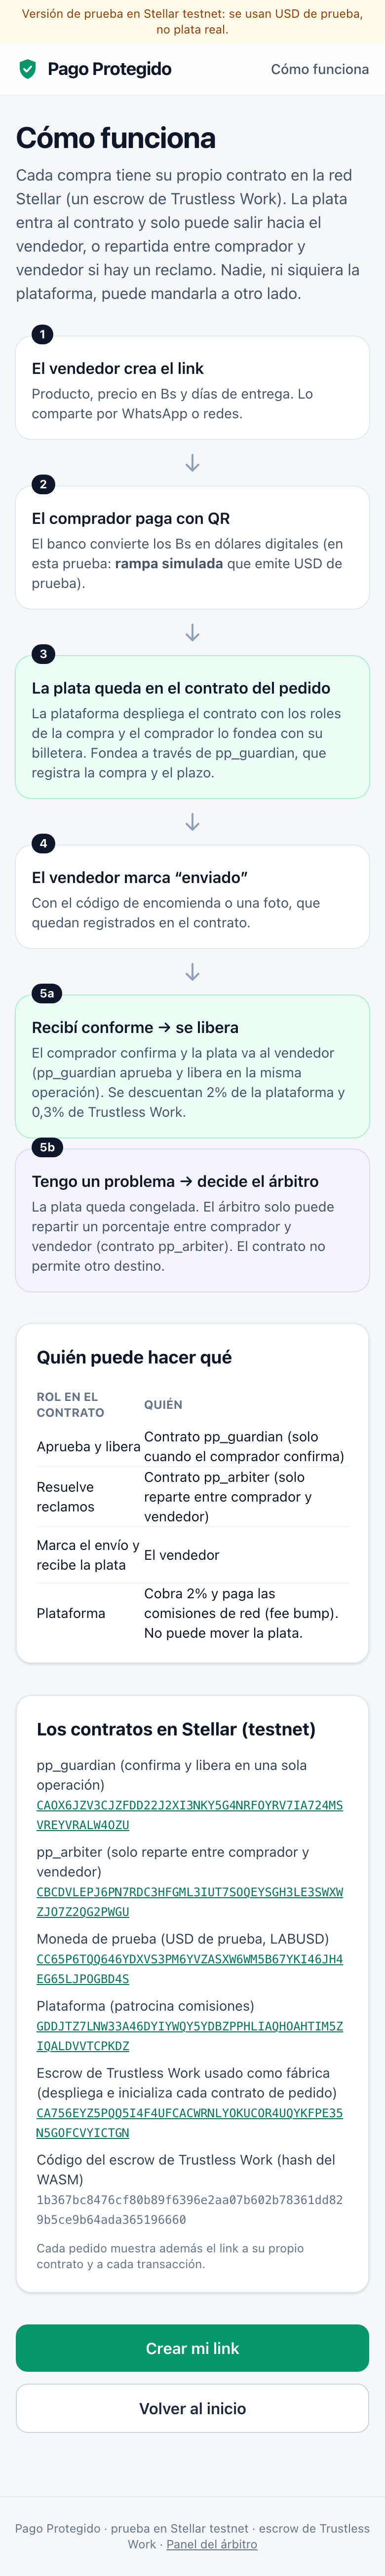 Versión de prueba en Stellar testnet: se usan USD de prueba,
no plata real.
Pago Protegido
Cómo funciona
Cómo funciona
Cada compra tiene su propio contrato en la red
Stellar (un escrow de Trustless Work). La plata
entra al contrato y solo puede salir hacia el
vendedor, o repartida entre comprador y
vendedor si hay un reclamo. Nadie, ni siquiera la
plataforma, puede mandarla a otro lado.
1
El vendedor crea el link
Producto, precio en Bs y días de entrega. Lo
comparte por WhatsApp o redes.
↓
2
El comprador paga con QR
El banco convierte los Bs en dólares digitales (en
esta prueba: rampa simulada que emite USD de
prueba).
↓
3
La plata queda en el contrato del pedido
La plataforma despliega el contrato con los roles
de la compra y el comprador lo fondea con su
billetera. Fondea a través de pp_guardian, que
registra la compra y el plazo.
↓
4
El vendedor marca “enviado”
Con el código de encomienda o una foto, que
quedan registrados en el contrato.
↓
5a
Recibí conforme → se libera
El comprador confirma y la plata va al vendedor
(pp_guardian aprueba y libera en la misma
operación). Se descuentan 2% de la plataforma y
0,3% de Trustless Work.
5b
Tengo un problema → decide el árbitro
La plata queda congelada. El árbitro solo puede
repartir un porcentaje entre comprador y
vendedor (contrato pp_arbiter). El contrato no
permite otro destino.
Quién puede hacer qué
ROL EN EL
CONTRATO
QUIÉN
Aprueba y libera
Contrato pp_guardian (solo
cuando el comprador confirma)
Resuelve
reclamos
Contrato pp_arbiter (solo
reparte entre comprador y
vendedor)
Marca el envío y
recibe la plata
El vendedor
Plataforma
Cobra 2% y paga las
comisiones de red (fee bump).
No puede mover la plata.
Los contratos en Stellar (testnet)
pp_guardian (confirma y libera en una sola
operación)
CAOX6JZV3CJZFDD22J2XI3NKY5G4NRFOYRV7IA724MS
VREYVRALW4OZU
pp_arbiter (solo reparte entre comprador y
vendedor)
CBCDVLEPJ6PN7RDC3HFGML3IUT7SOQEYSGH3LE3SWXW
ZJO7Z2QG2PWGU
Moneda de prueba (USD de prueba, LABUSD)
CC65P6TQQ646YDXVS3PM6YVZASXW6WM5B67YKI46JH4
EG65LJPOGBD4S
Plataforma (patrocina comisiones)
GDDJTZ7LNW33A46DYIYWQY5YDBZPPHLIAQHOAHTIM5Z
IQALDVVTCPKDZ
Escrow de Trustless Work usado como fábrica
(despliega e inicializa cada contrato de pedido)
CA756EYZ5PQQ5I4F4UFCACWRNLYOKUCOR4UQYKFPE35
N5GOFCVYICTGN
Código del escrow de Trustless Work (hash del
WASM)
1b367bc8476cf80b89f6396e2aa07b602b78361dd82
9b5ce9b64ada365196660
Cada pedido muestra además el link a su propio
contrato y a cada transacción.
Crear mi link
Volver al inicio
Pago Protegido · prueba en Stellar testnet · escrow de Trustless
Work · Panel del árbitro